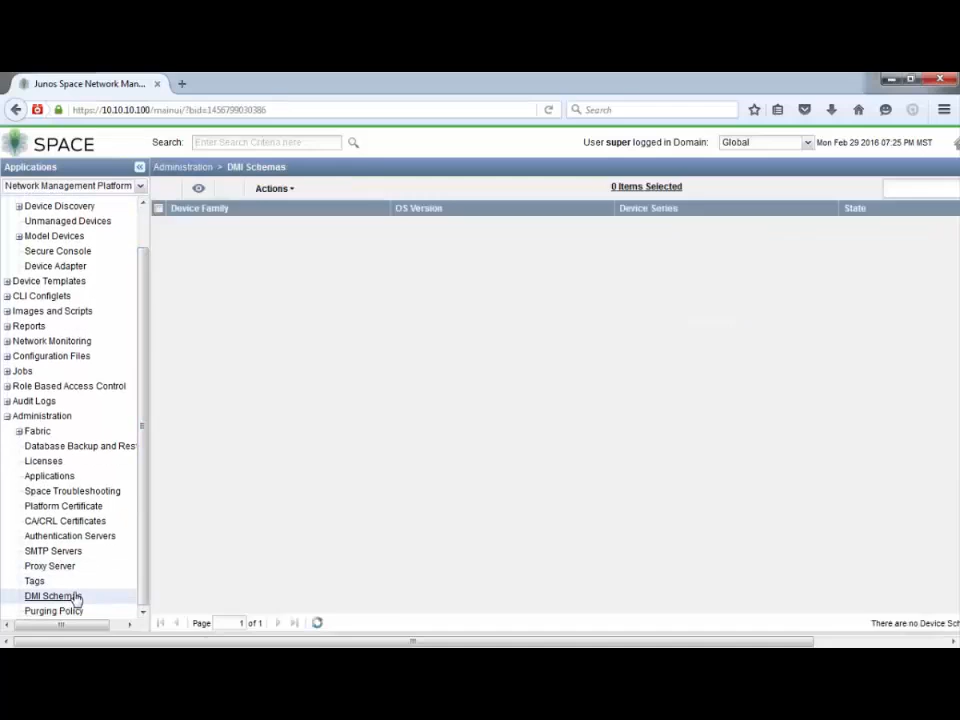 Junos Space Network Man...
https://10.10.10.100/mainui/?bid=1456799030386
Search
SPACE
Search:
Enter Search Criteria here
User super logged in Domain:
Global
Mon Feb 29 2016 07:25 PM MST
Applications
Administration > DMI Schemas
Network Management Platform
Actions
0 Items Selected
Device Family
OS Version
Device Series
State
Device Discovery
Unmanaged Devices
Model Devices
Secure Console
Device Adapter
Device Templates
CLI Configlets
Images and Scripts
Reports
Network Monitoring
Configuration Files
Jobs
Role Based Access Control
Audit Logs
Administration
Fabric
Database Backup and Res
Licenses
Applications
Space Troubleshooting
Platform Certificate
CA/CRL Certificates
Authentication Servers
SMTP Servers
Proxy Server
Tags
DMI Schemas
Purging Policy
Page 1 of 1
There are no Device Sch